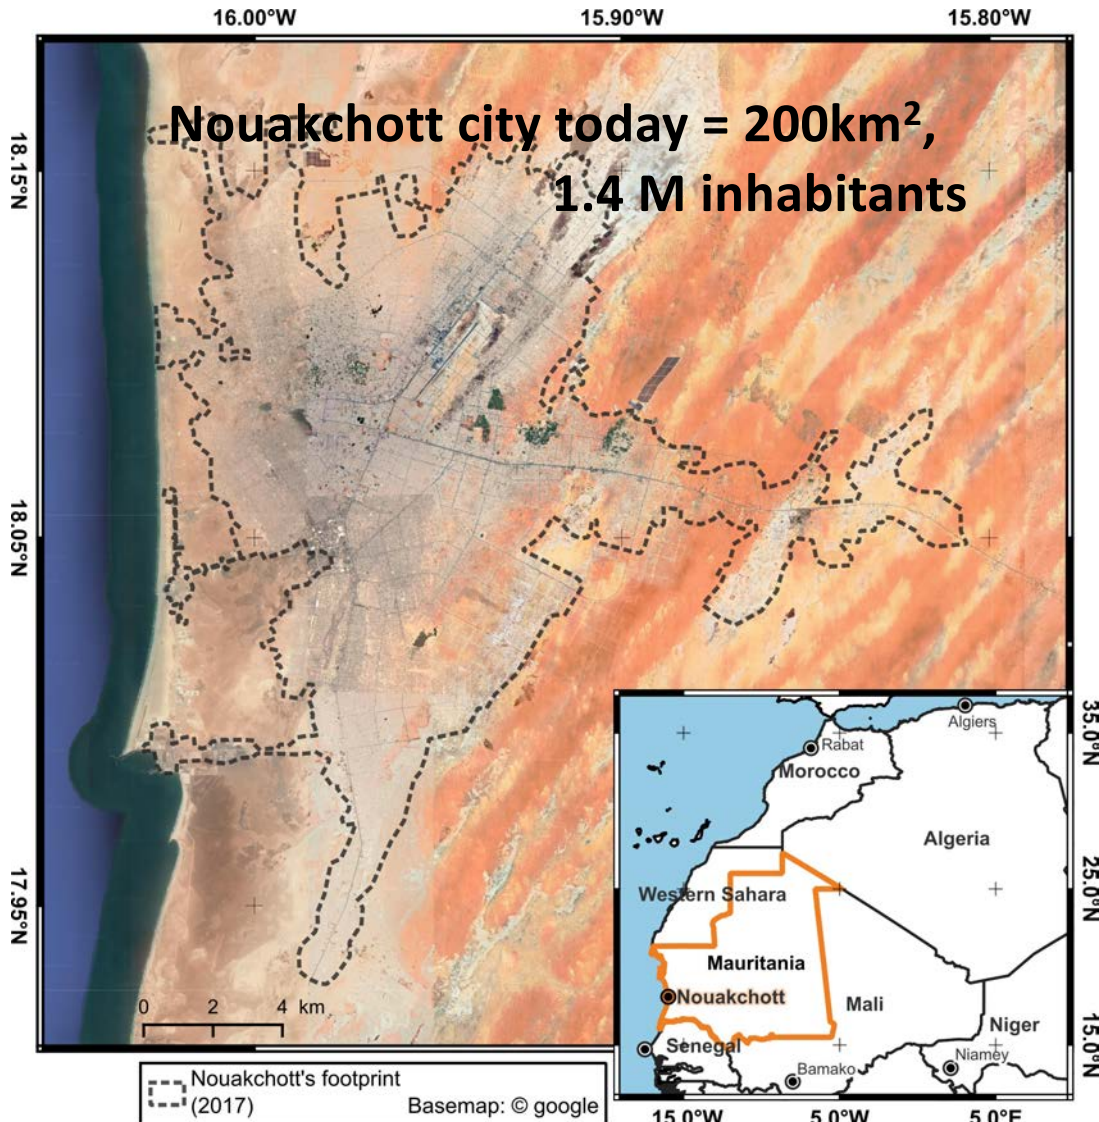 16.00°W 15.90°W 15.80°W
Nouakchott city today = 200km²,
1.4 M inhabitants
18.15°N
18.05°N
17.95°N
0 2 4 km
Nouakchott's footprint
(2017)
Basemap: © google
Algiers
Rabat
Morocco
Algeria
Western Sahara
Mauritania
Nouakchott
Mali
Niger
Senegal
Niamey
Bamako
35.0°N
25.0°N
15.0°N
15.0°W 5.0°W 5.0°E